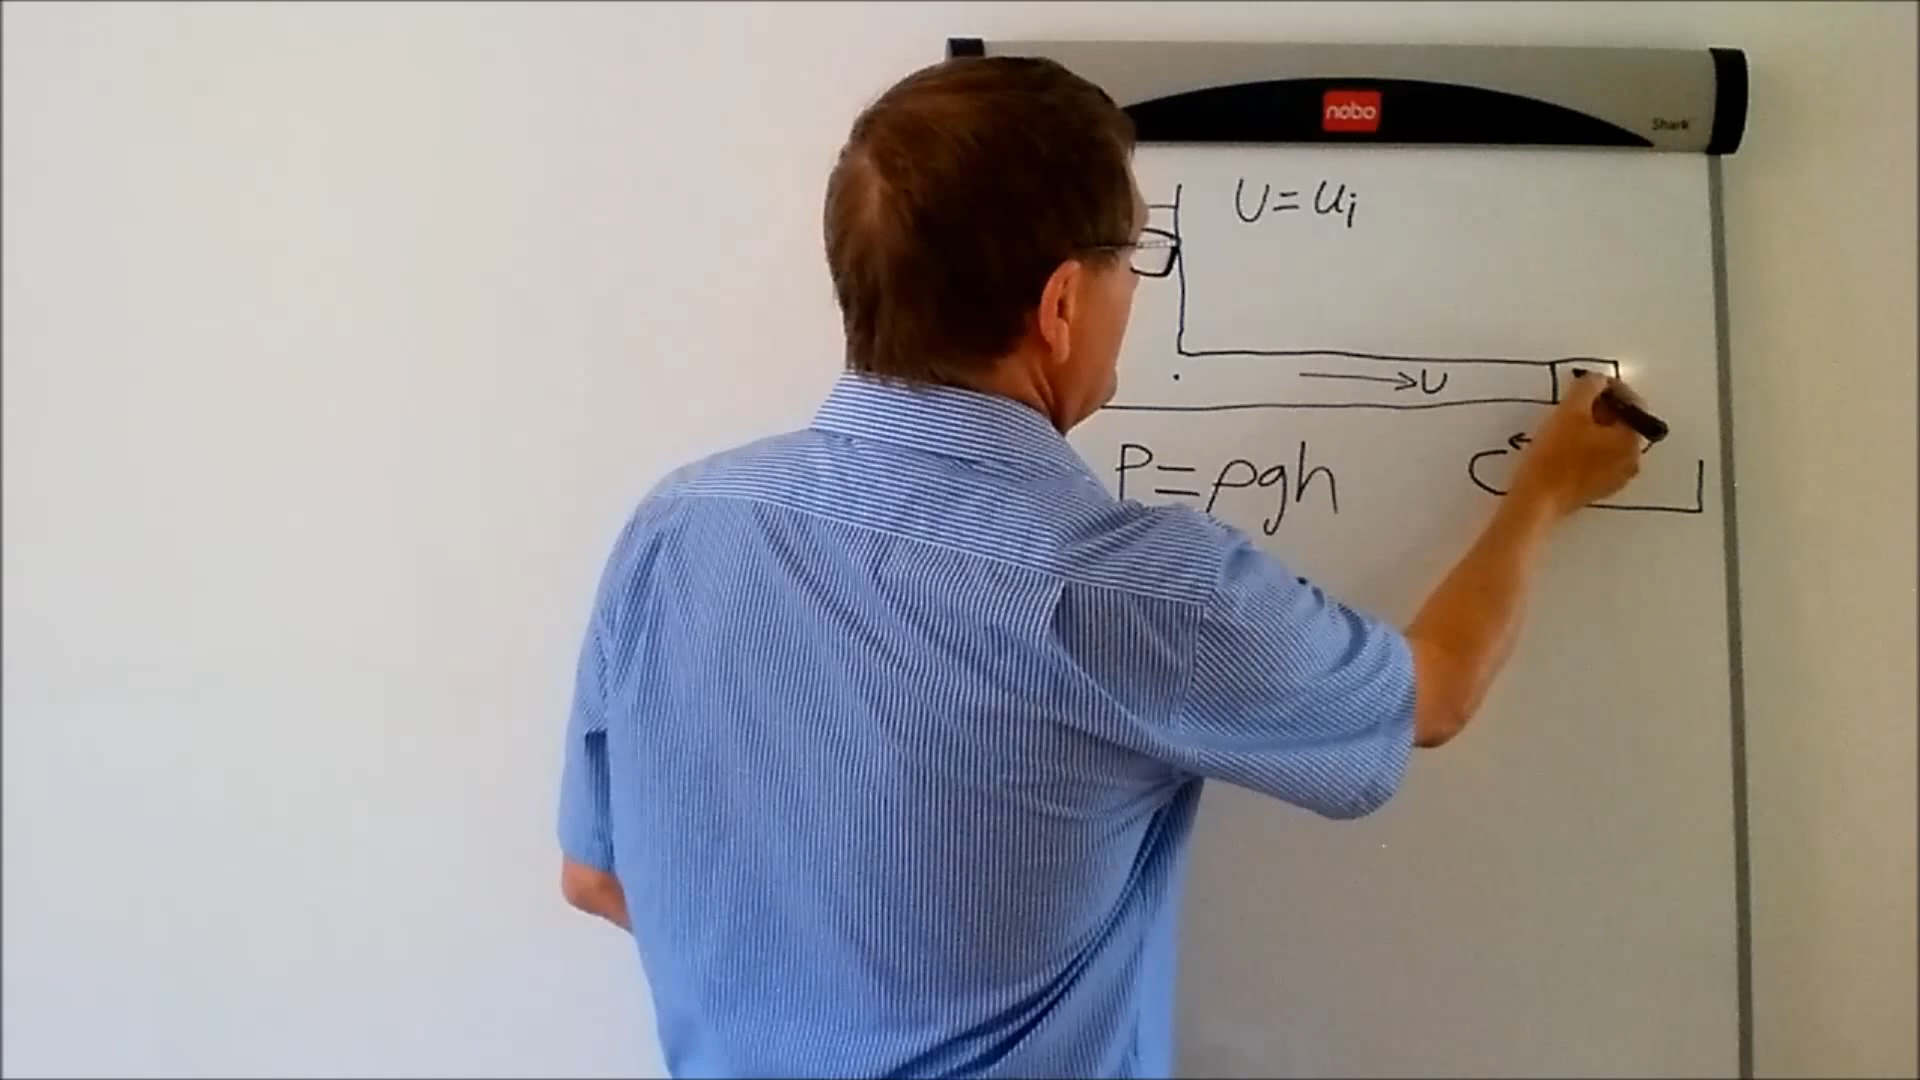 nobo
Shark
U = ui
U
P = ρgh
C